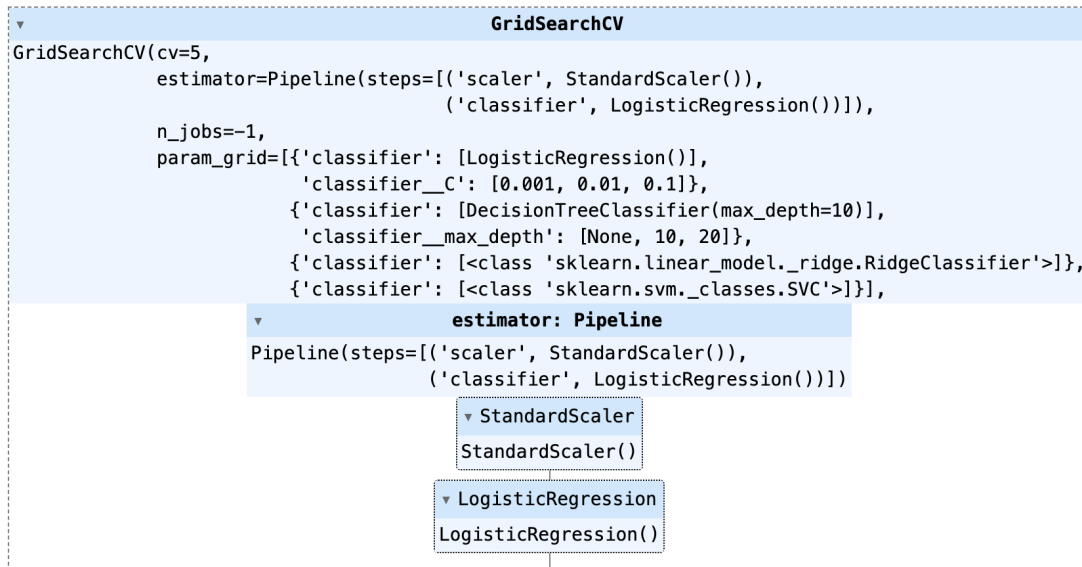 GridSearchCV
GridSearchCV(cv=5,
estimator=Pipeline(steps=[('scaler', StandardScaler()),
('classifier', LogisticRegression())]),
n_jobs=-1,
param_grid=[{'classifier': [LogisticRegression()],
'classifier__C': [0.001, 0.01, 0.1]},
{'classifier': [DecisionTreeClassifier(max_depth=10)],
'classifier__max_depth': [None, 10, 20]},
{'classifier': [<class 'sklearn.linear_model._ridge.RidgeClassifier'>]},
{'classifier': [<class 'sklearn.svm._classes.SVC'>]}],
estimator: Pipeline
Pipeline(steps=[('scaler', StandardScaler()),
('classifier', LogisticRegression())])
StandardScaler
StandardScaler()
LogisticRegression
LogisticRegression()